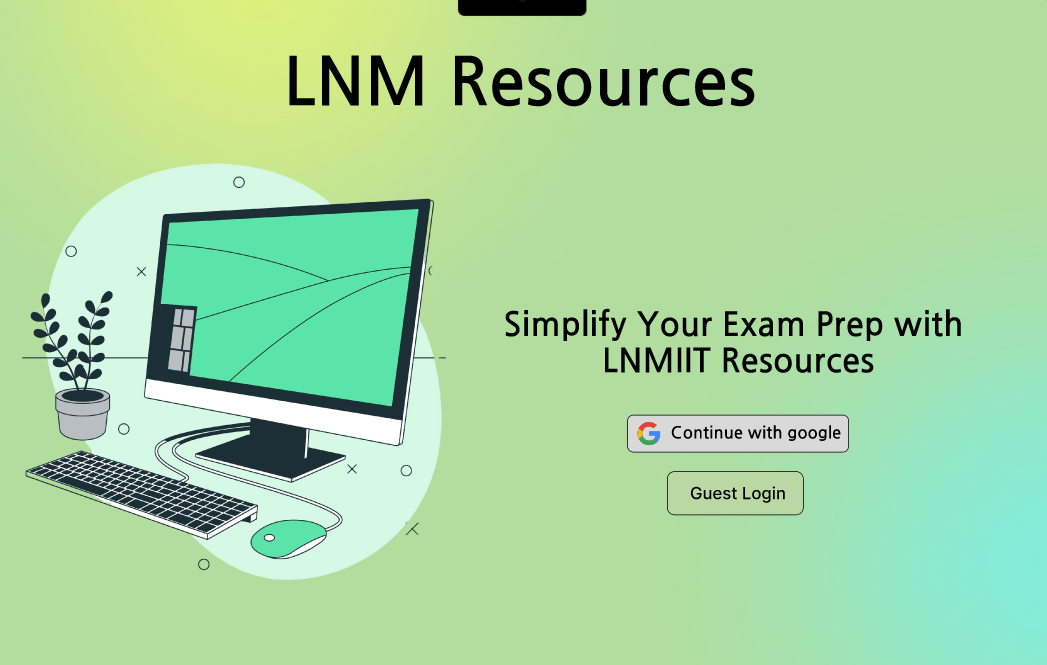 LNM Resources
Simplify Your Exam Prep with
LNMIIT Resources
Continue with google
Guest Login